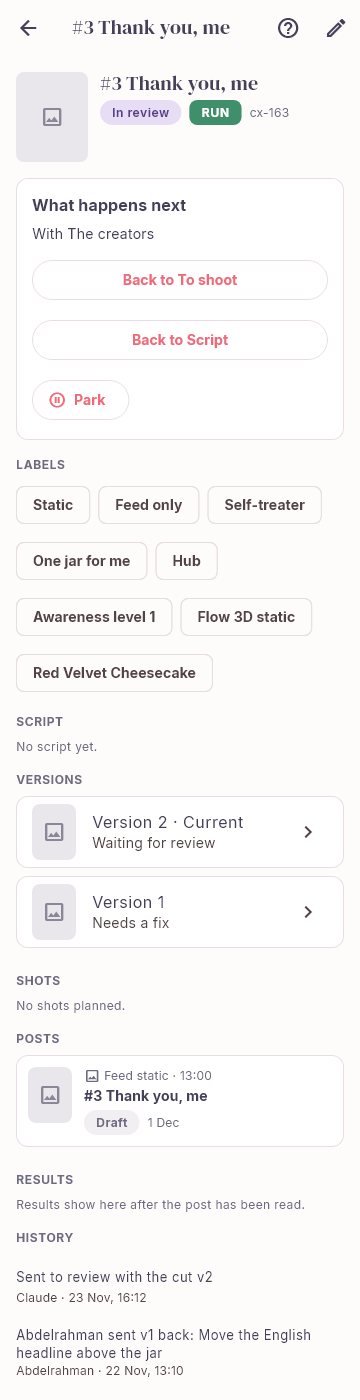 #3 Thank you, me
#3 Thank you, me
In review
RUN
cx-163
What happens next
With The creators
Back to To shoot
Back to Script
Park
LABELS
Static
Feed only
Self-treater
One jar for me
Hub
Awareness level 1
Flow 3D static
Red Velvet Cheesecake
SCRIPT
No script yet.
VERSIONS
Version 2 · Current
Waiting for review
Version 1
Needs a fix
SHOTS
No shots planned.
POSTS
Feed static · 13:00
#3 Thank you, me
Draft
1 Dec
RESULTS
Results show here after the post has been read.
HISTORY
Sent to review with the cut v2
Claude · 23 Nov, 16:12
Abdelrahman sent v1 back: Move the English
headline above the jar
Abdelrahman · 22 Nov, 13:10